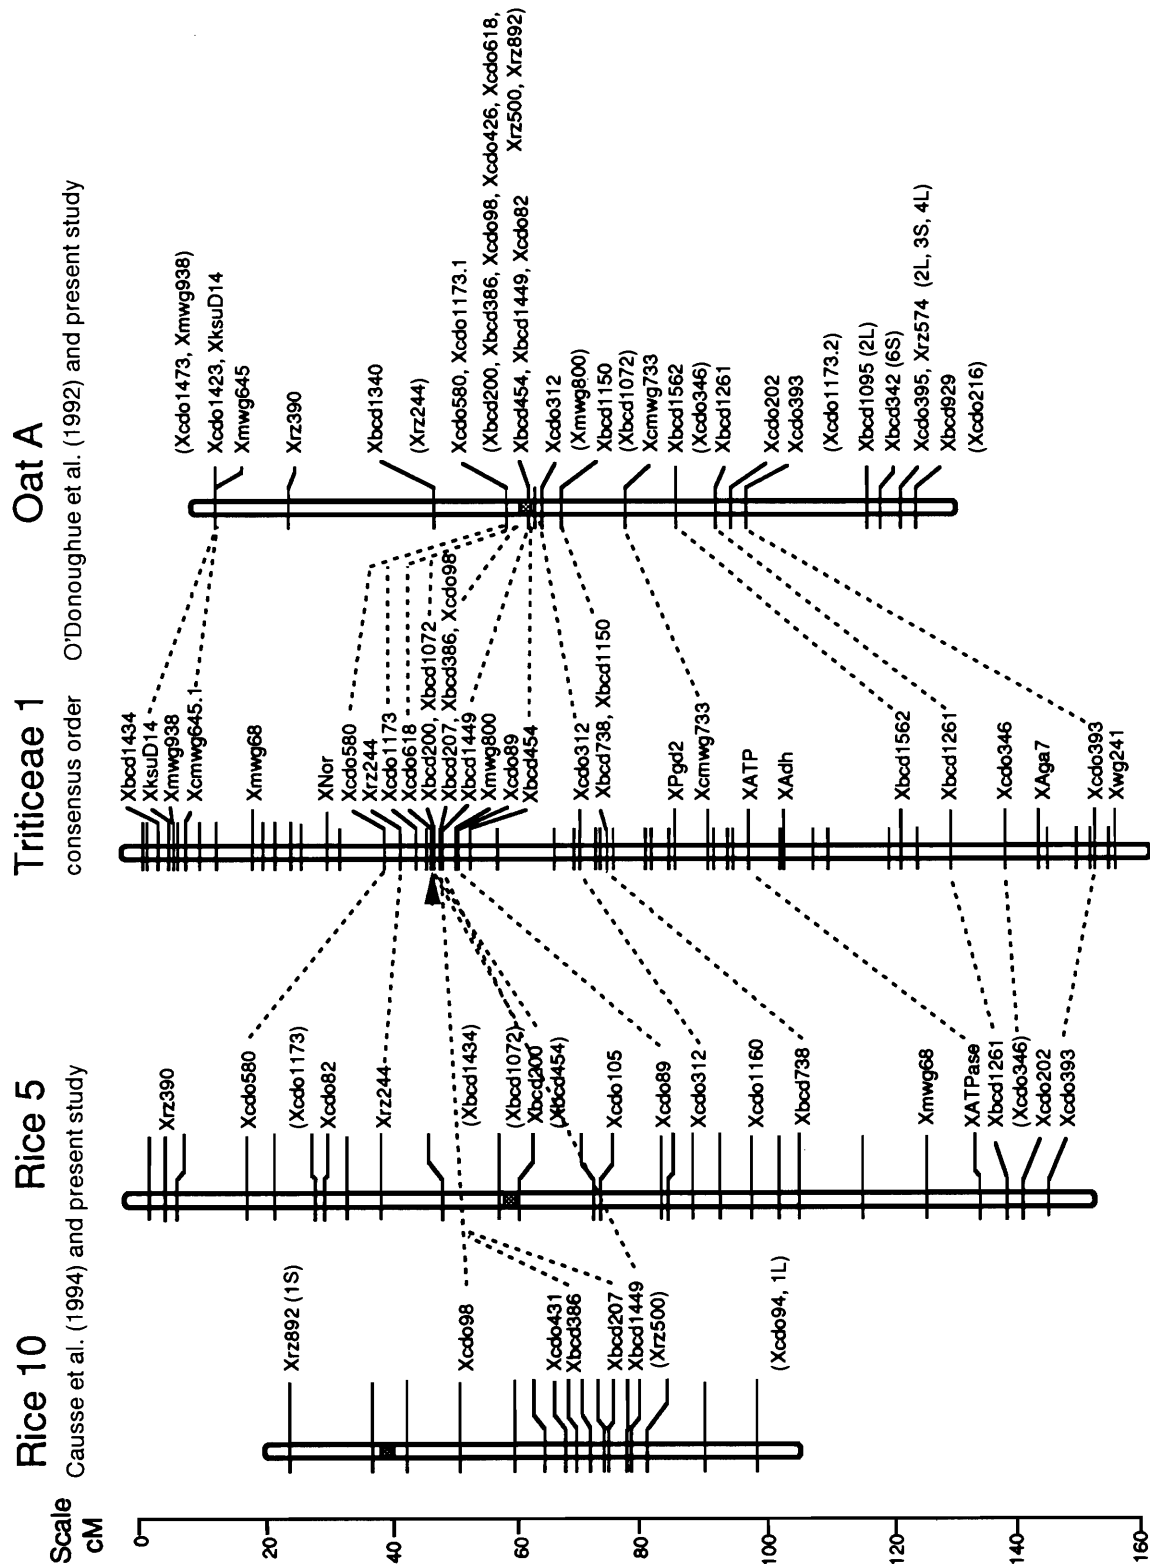 Scale
cM
0
20
40
60
80
100
120
140
160
Rice 10
Causse et al. (1994) and present study
Xrz892 (1S)
Xcdo98
Xcdo431
Xbcd386
Xbcd207
Xbcd1449
(Xrz500)
(Xcdo94, 1L)
Rice 5
Xrz390
Xcdo580
(Xcdo1173)
Xcdo82
Xrz244
(Xbcd1434)
(Xbcd1072)
Xbcd200
(Xbcd454)
Xcdo105
Xcdo89
Xcdo312
Xcdo1160
Xbcd738
Xmwg68
XATPase
Xbcd1261
(Xcdo346)
Xcdo202
Xcdo393
Triticeae 1
consensus order
Xbcd1434
XksuD14
Xmwg938
Xcmwg645.1
Xmwg68
XNor
Xcdo580
Xrz244
Xcdo1173
Xcdo618
Xbcd200, Xbcd1072
Xbcd207, Xbcd386, Xcdo98
Xbcd1449
Xmwg800
Xcdo89
Xbcd454
Xcdo312
Xbcd738, Xbcd1150
XPgd2
Xcmwg733
XATP
XAdh
Xbcd1562
Xbcd1261
Xcdo346
XAga7
Xcdo393
Xwg241
Oat A
O'Donoughue et al. (1992) and present study
(Xcdo1473, Xmwg938)
Xcdo1423, XksuD14
Xmwg645
Xrz390
Xbcd1340
(Xrz244)
Xcdo580, Xcdo1173.1
(Xbcd200, Xbcd386, Xcdo98, Xcdo426, Xcdo618,
Xrz500, Xrz892)
Xbcd454, Xbcd1449, Xcdo82
Xcdo312
(Xmwg800)
Xbcd1150
(Xbcd1072)
Xcmwg733
Xbcd1562
(Xcdo346)
Xbcd1261
Xcdo202
Xcdo393
(Xcdo1173.2)
Xbcd1095 (2L)
Xbcd342 (6S)
Xcdo395, Xrz574 (2L, 3S, 4L)
Xbcd929
(Xcdo216)